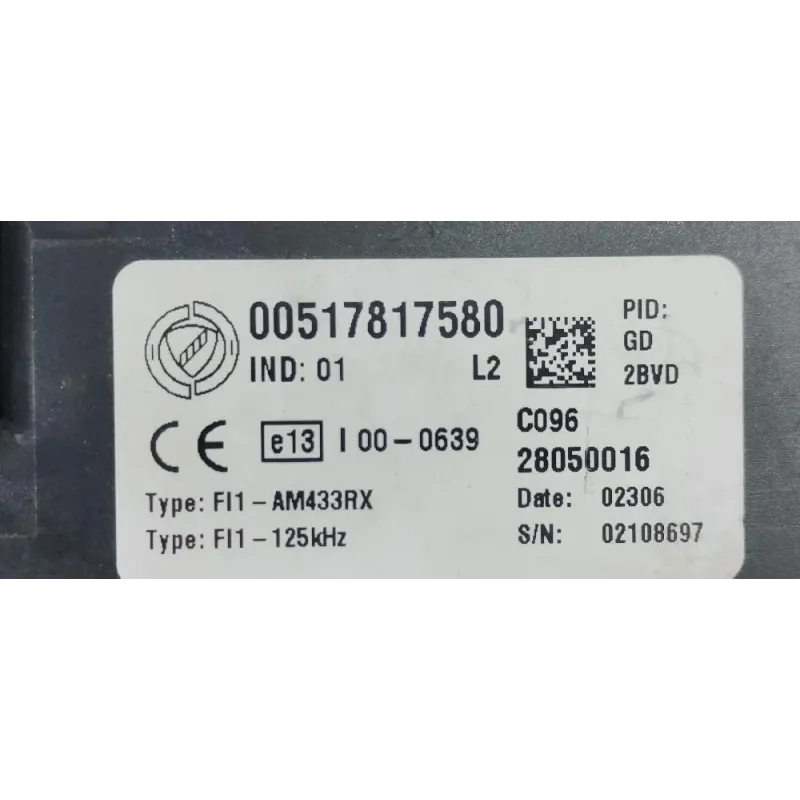 00517817580
IND: 01 L2
PID:
GD
2BVD
CE e13 I 00-0639
C096
28050016
Type: FI1-AM433RX
Date: 02306
Type: FI1-125kHz
S/N: 02108697